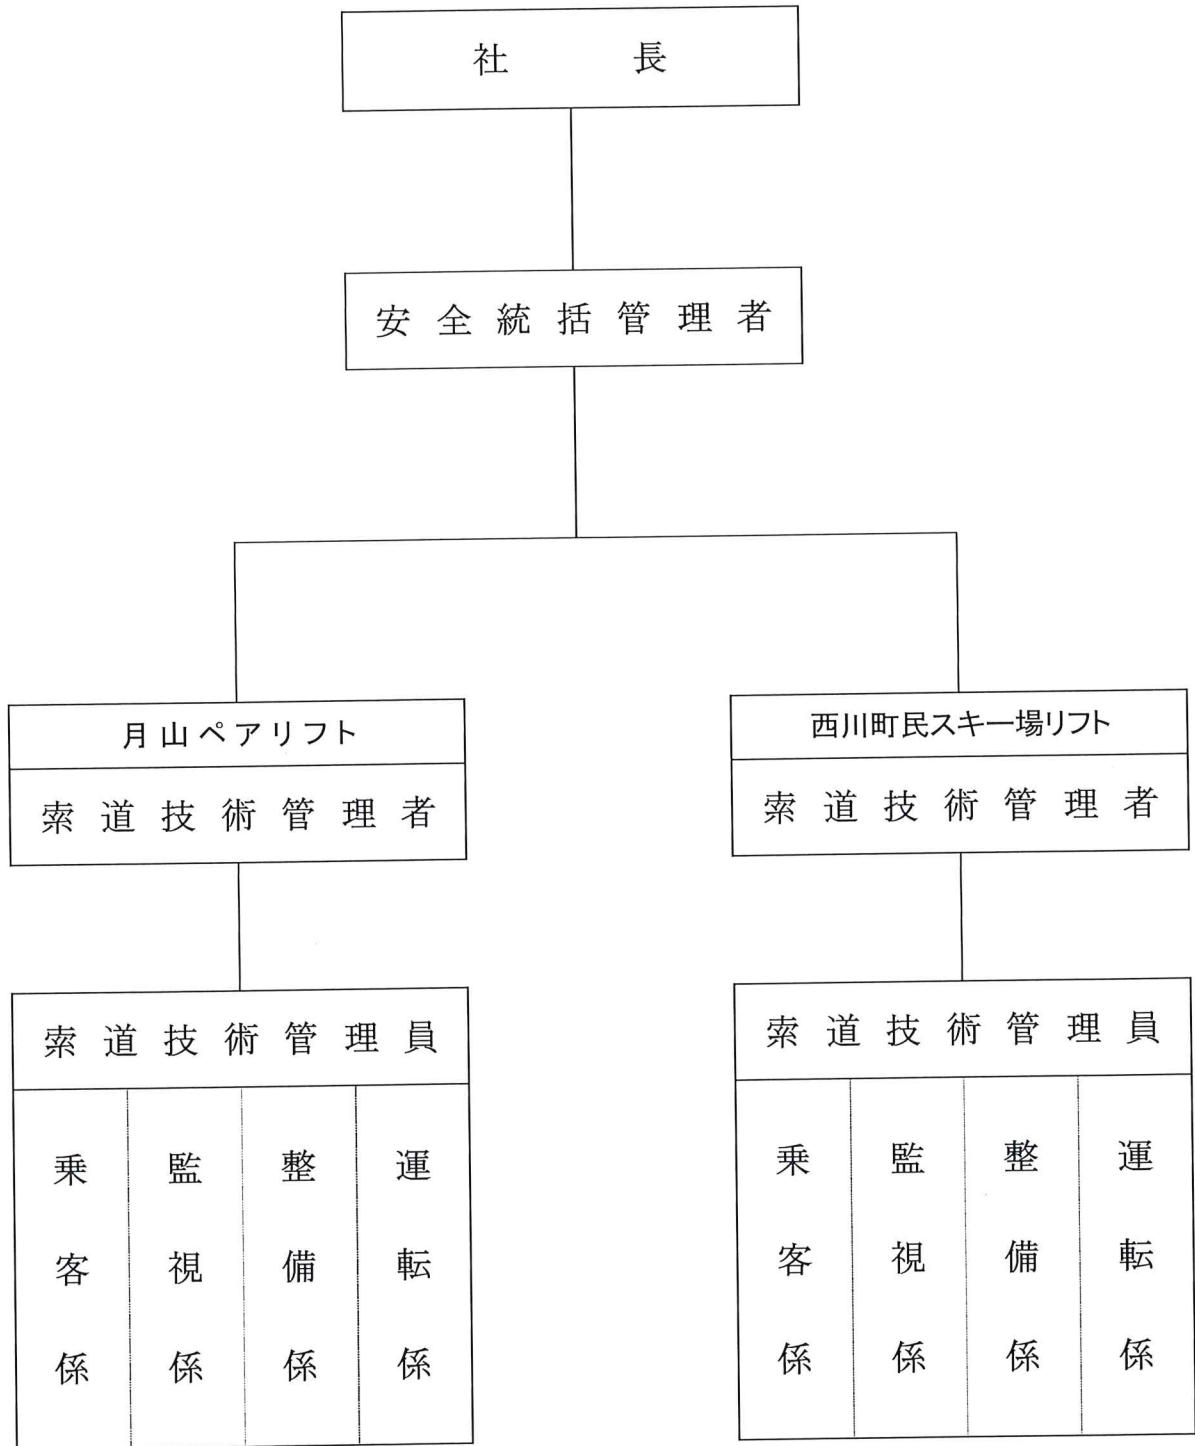 社長
安全統括管理者
月山ペアリフト
索道技術管理者
索道技術管理員
乗客係
監視係
整備係
運転係
西川町民スキー場リフト
索道技術管理者
索道技術管理員
乗客係
監視係
整備係
運転係